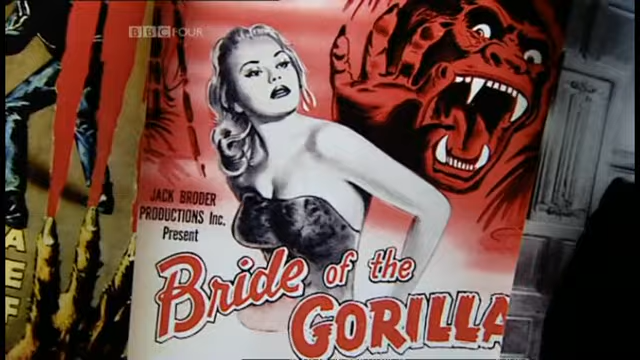 BBC FOUR
JACK BRODER
PRODUCTIONS Inc.
Present
Bride of the
GORILLA